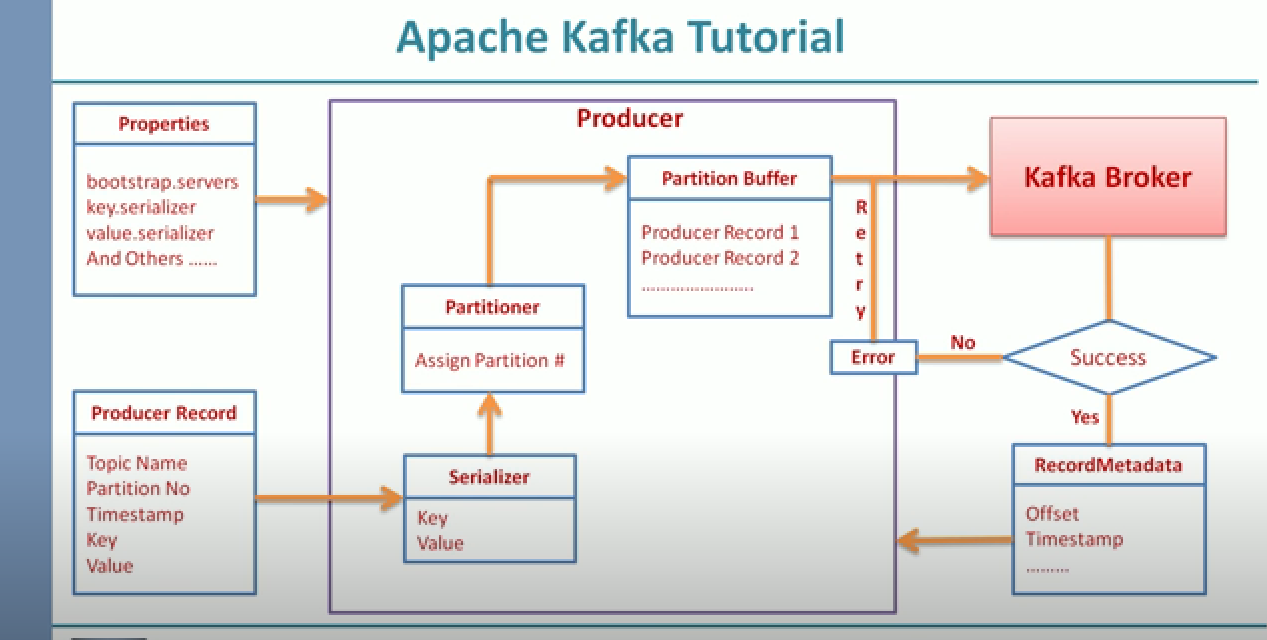 Apache Kafka Tutorial
Properties
bootstrap.servers
key.serializer
value.serializer
And Others ......
Producer Record
Topic Name
Partition No
Timestamp
Key
Value
Producer
Serializer
Key
Value
Partitioner
Assign Partition #
Partition Buffer
Producer Record 1
Producer Record 2
.......................
Retry
Error
Kafka Broker
No
Success
Yes
RecordMetadata
Offset
Timestamp
.........